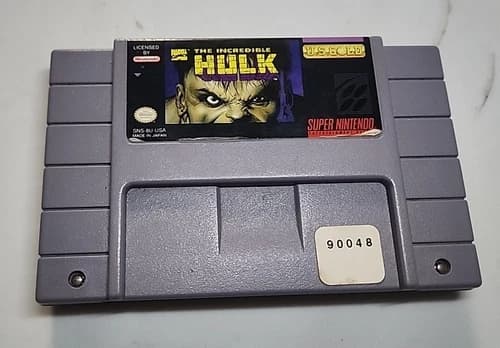 LICENSED BY
Nintendo
MARVEL
THE INCREDIBLE
HULK
U.S. GOLD
SNS-8U-USA
MADE IN JAPAN
SUPER NINTENDO
90048